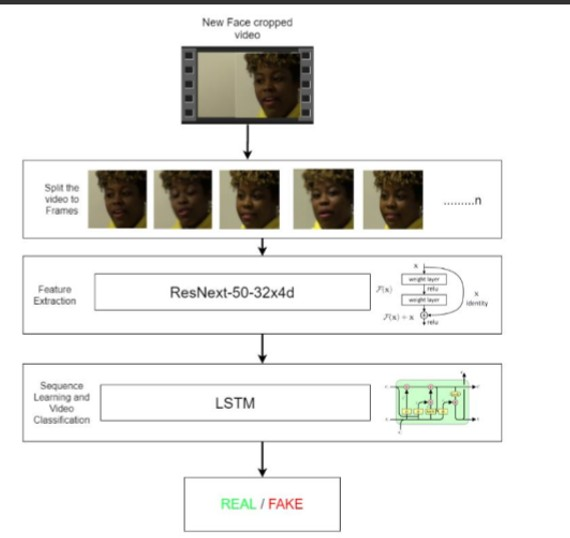 New Face cropped
video
Split the
video to
Frames
.........n
Feature
Extraction
ResNext-50-32x4d
x
weight layer
relu
weight layer
relu
F(x)
F(x) + x
x
identity
Sequence
Learning and
Video
Classification
LSTM
REAL / FAKE